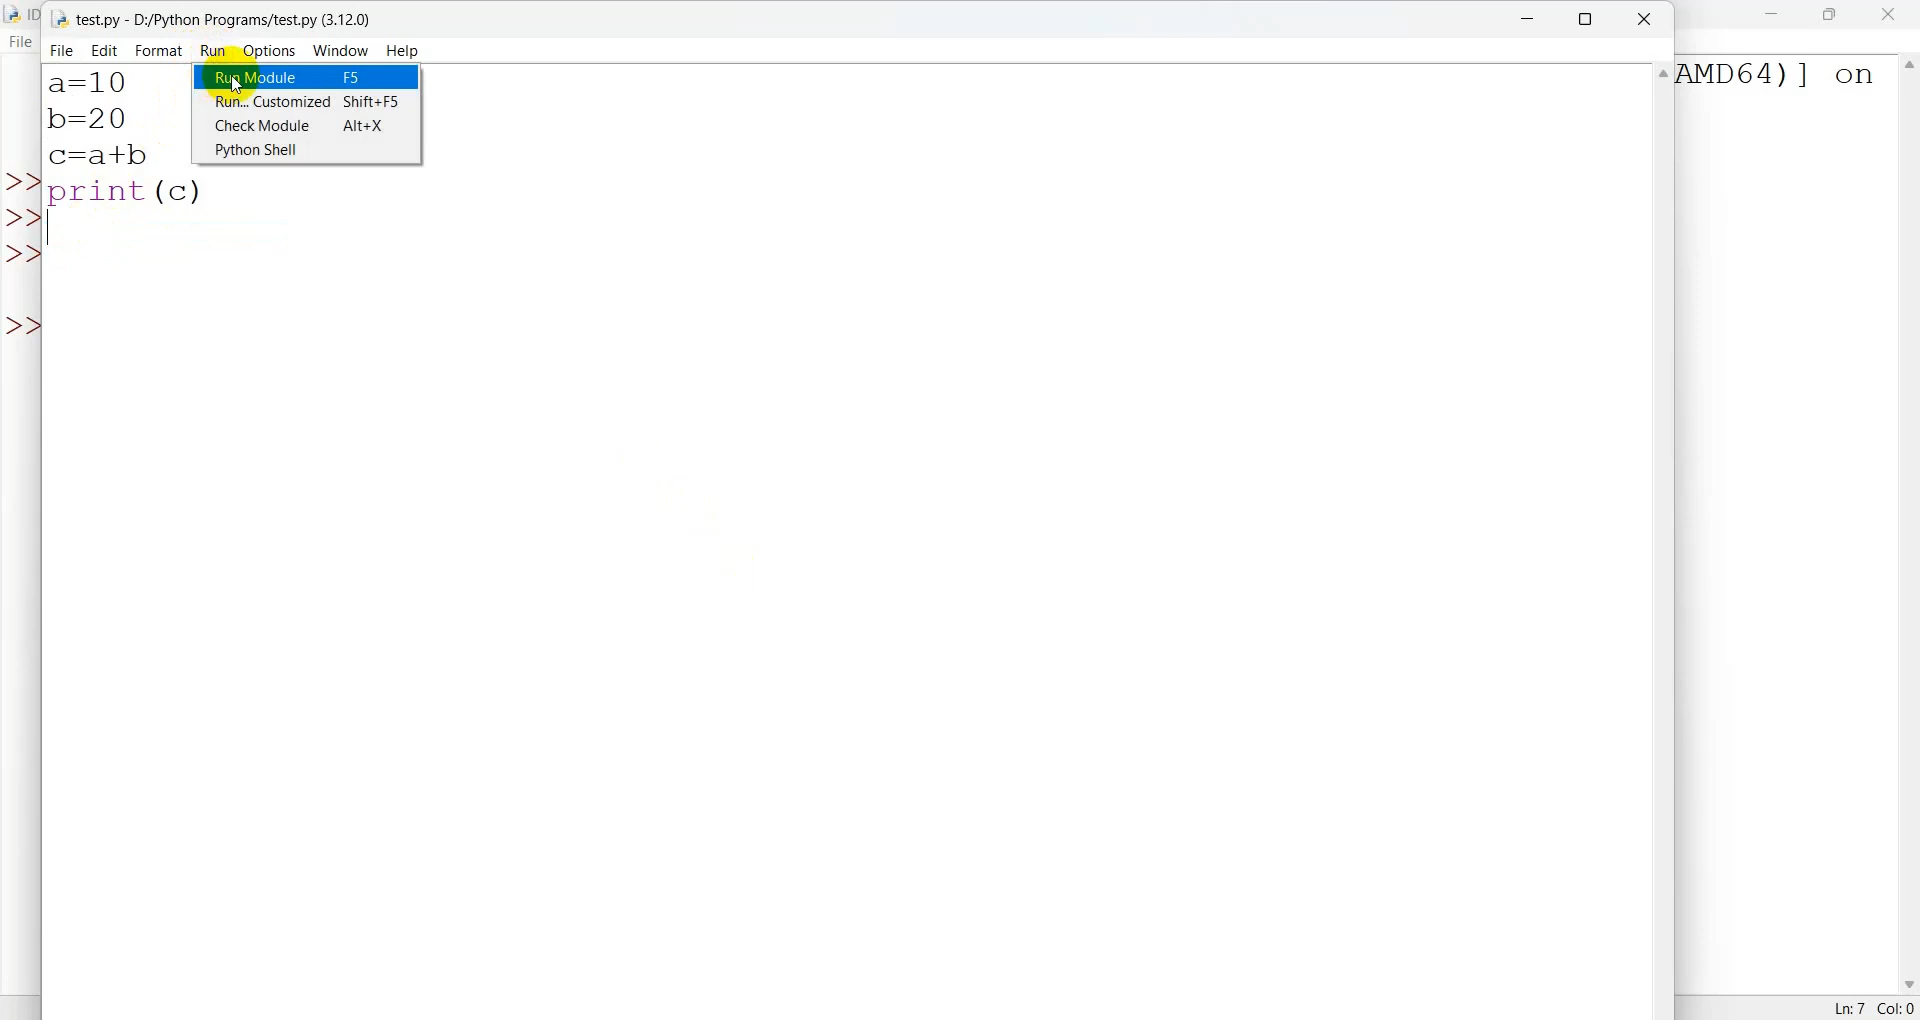 ID
test.py - D:/Python Programs/test.py (3.12.0)
File
File Edit Format Run Options Window Help
AMD64)] on
Run Module F5
Run... Customized Shift+F5
Check Module Alt+X
Python Shell
a=10
b=20
c=a+b
print(c)
>>
>>
>>
>>
Ln: 7 Col: 0